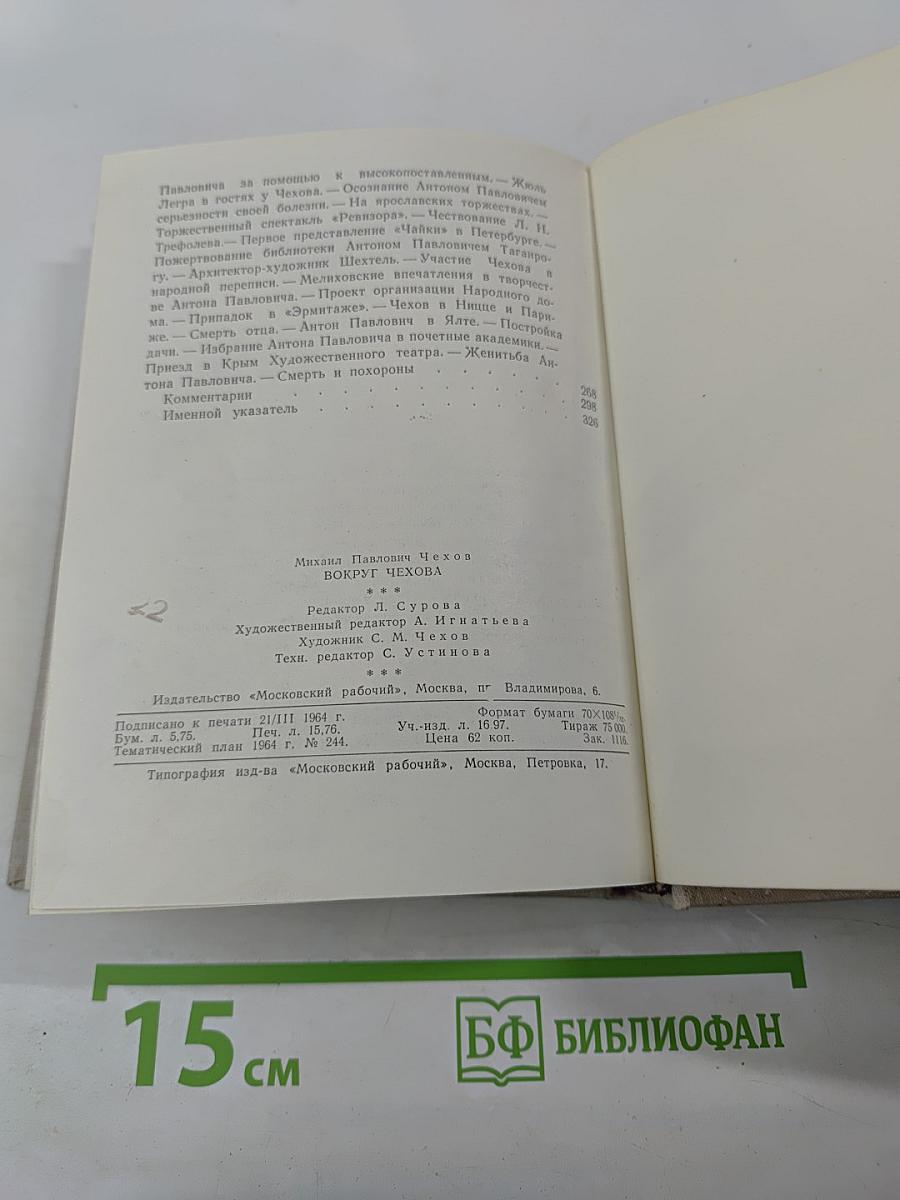 Павловича за помощью к высокопоставленным. — Жюль
Легра в гостях у Чехова. — Осознание Антоном Павловичем
серьезности своей болезни. — На ярославских торжествах. —
Торжественный спектакль «Ревизора». — Чествование Л. Н.
Трефолева. — Первое представление «Чайки» в Петербурге. —
Пожертвование библиотеки Антоном Павловичем Таганро-
гу. — Архитектор-художник Шехтель. — Участие Чехова в
народной переписи. — Мелиховские впечатления в творчест-
ве Антона Павловича. — Проект организации Народного до-
ма. — Припадок в «Эрмитаже». — Чехов в Ницце и Пари-
же. — Смерть отца. — Антон Павлович в Ялте. — Постройка
дачи. — Избрание Антона Павловича в почетные академики. —
Приезд в Крым Художественного театра. — Женитьба Ан-
тона Павловича. — Смерть и похороны . . . . . 268
Комментарии . . . . . . . . . . 298
Именной указатель . . . . . . . . . 326
Михаил Павлович Чехов
ВОКРУГ ЧЕХОВА
* * *
Редактор Л. Сурова
Художественный редактор А. Игнатьева
Художник С. М. Чехов
Техн. редактор С. Устинова
* * *
Издательство «Московский рабочий», Москва, пр Владимирова, 6.
Подписано к печати 21/III 1964 г. Формат бумаги 70×108¹/₃₂.
Бум. л. 5,75. Печ. л. 15,76. Уч.-изд. л. 16,97. Тираж 75 000.
Тематический план 1964 г. № 244. Цена 62 коп. Зак. 1116.
Типография изд-ва «Московский рабочий», Москва, Петровка, 17.
15 см
БФ БИБЛИОФАН